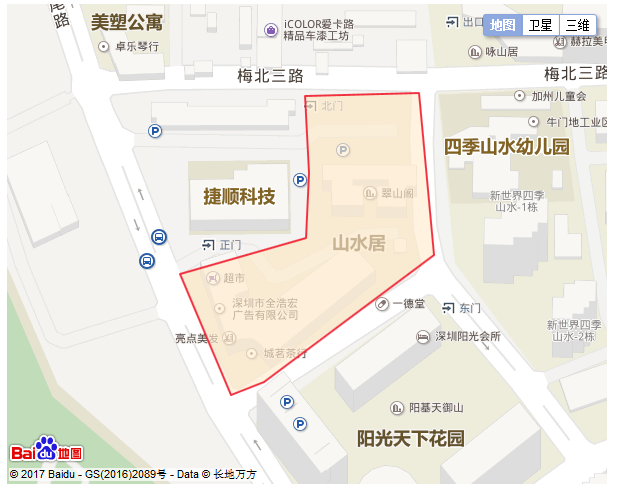 尾路
美塑公寓
卓乐琴行
iCOLOR爱卡路
精品车漆工坊
出口
地图 卫星 三维
咏山居
赫拉美甲
梅北三路
梅北三路
加州儿童会
北门
牛门地工业区
P
四季山水幼儿园
P
P
捷顺科技
翠山阁
新世界四季
山水-1栋
正门
山水居
超市
深圳市全浩宏
广告有限公司
一德堂
东门
亮点美发
深圳阳光会所
新世界四季
山水-2栋
城茗茶行
P
阳基天御山
P
阳光天下花园
Bai du 地图
© 2017 Baidu - GS(2016)2089号 - Data © 长地万方